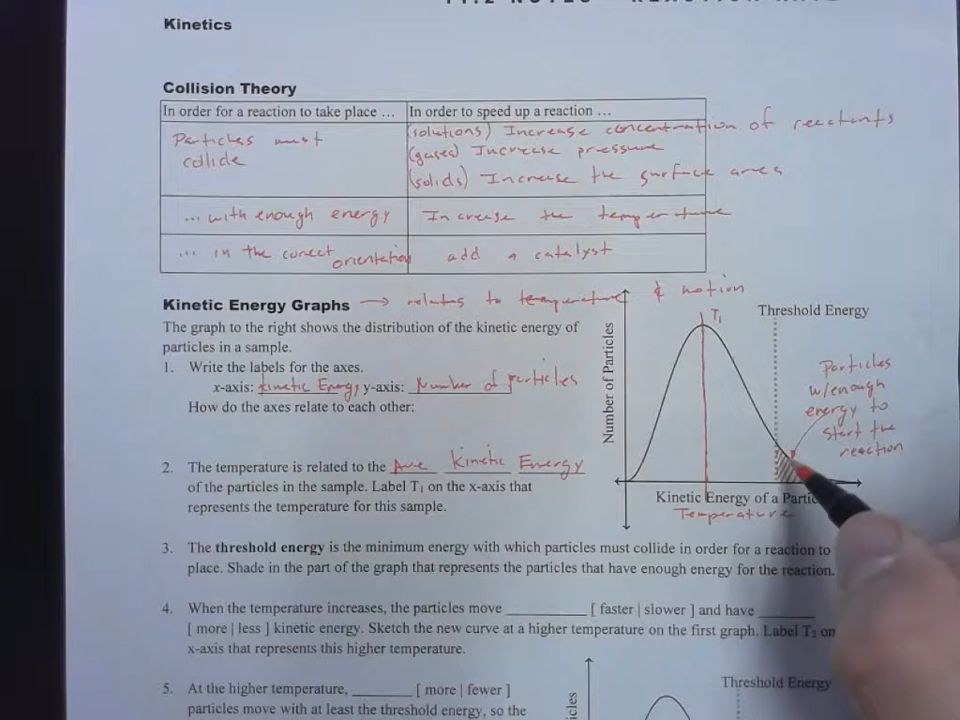 11.2 NOTES - REACTION RATE
Kinetics
Collision Theory
In order for a reaction to take place ...
In order to speed up a reaction ...
Particles must
collide
(solutions) Increase concentration of reactants
(gases) Increase pressure
(solids) Increase the surface area
... with enough energy
Increase the temperature
... in the correct
orientation
add a catalyst
Kinetic Energy Graphs → relates to temperature & motion
The graph to the right shows the distribution of the kinetic energy of
particles in a sample.
1. Write the labels for the axes.
x-axis: Kinetic Energy y-axis: Number of particles
How do the axes relate to each other:
2. The temperature is related to the Ave Kinetic Energy
of the particles in the sample. Label T₁ on the x-axis that
represents the temperature for this sample.
Number of Particles
T₁
Threshold Energy
Particles
w/enough
energy to
start the
reaction
Kinetic Energy of a Partic
Temperature
3. The threshold energy is the minimum energy with which particles must collide in order for a reaction to
place. Shade in the part of the graph that represents the particles that have enough energy for the reaction.
4. When the temperature increases, the particles move ________ [ faster | slower ] and have ______
[ more | less ] kinetic energy. Sketch the new curve at a higher temperature on the first graph. Label T₂ on
x-axis that represents this higher temperature.
5. At the higher temperature, ______ [ more | fewer ]
particles move with at least the threshold energy, so the
Threshold Energy
icles